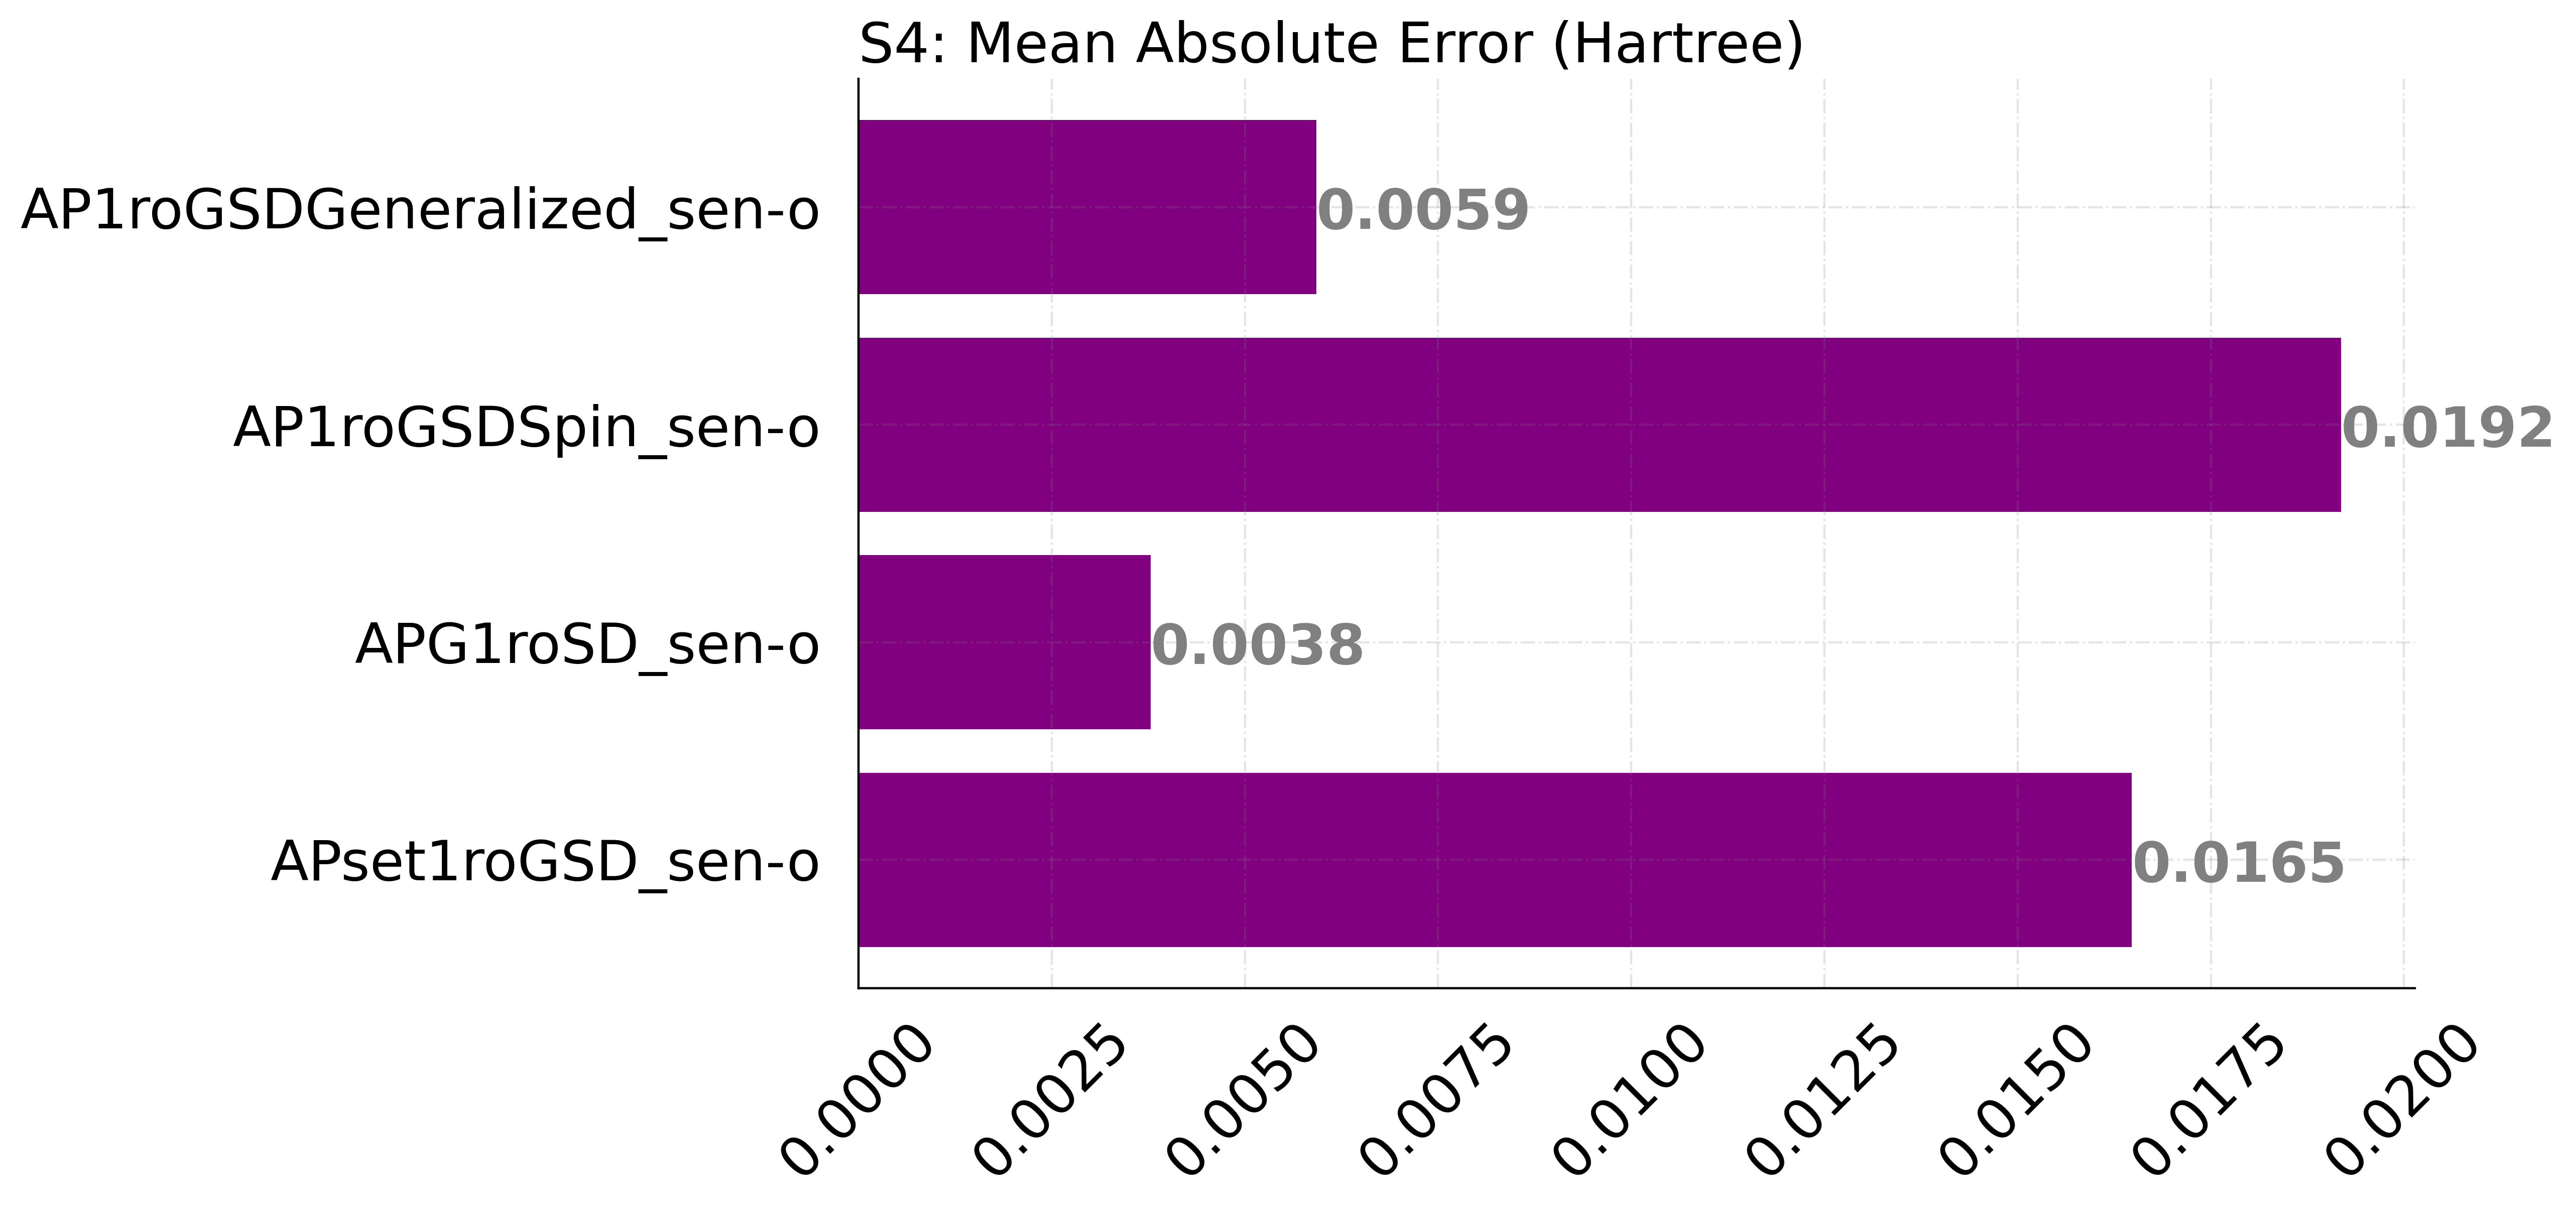 S4: Mean Absolute Error (Hartree)
AP1roGSDGeneralized_sen-o
0.0059
AP1roGSDSpin_sen-o
0.0192
APG1roSD_sen-o
0.0038
APset1roGSD_sen-o
0.0165
0.0000
0.0025
0.0050
0.0075
0.0100
0.0125
0.0150
0.0175
0.0200